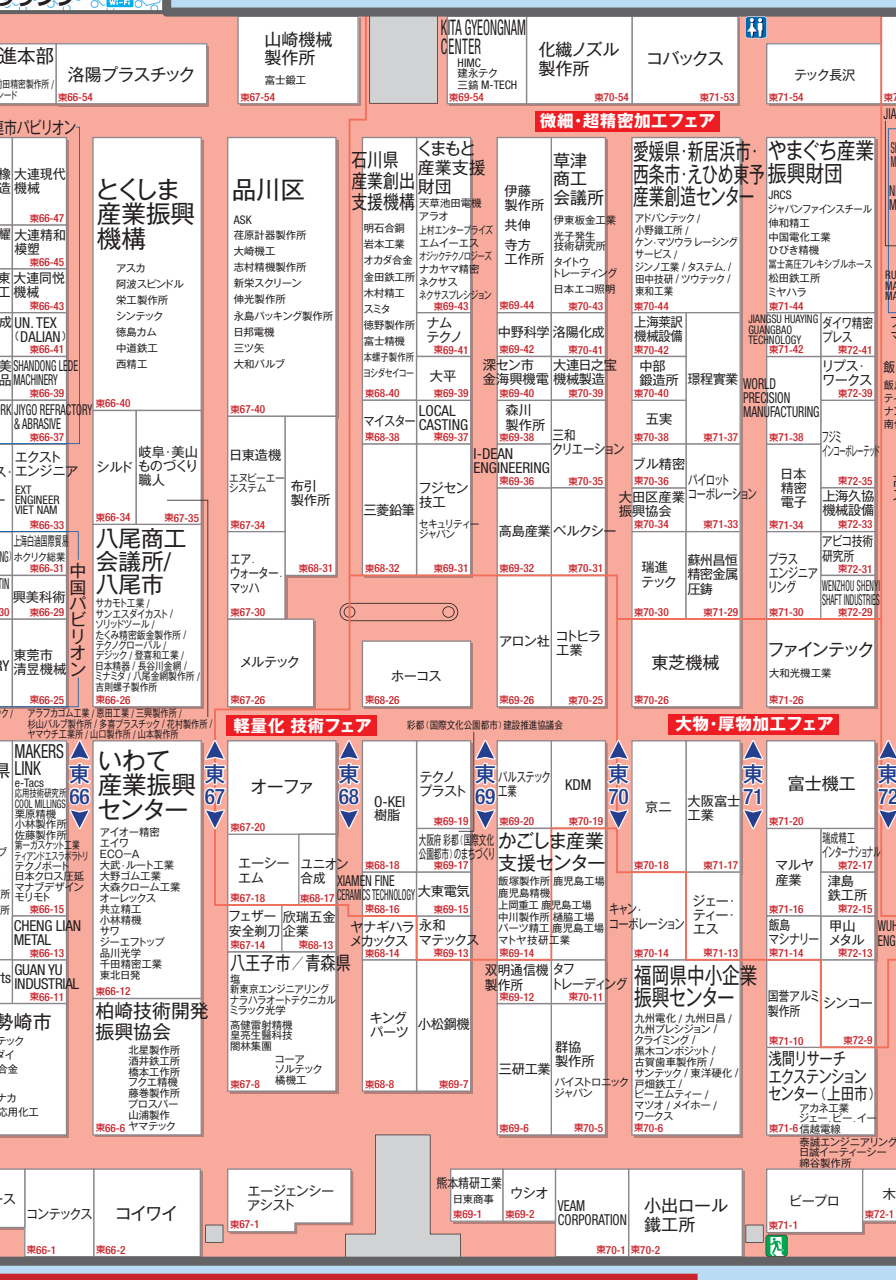 Wi-Fi
進本部
洛陽プラスチック
東66-54
山崎機械
製作所
富士鍛工
東67-54
KITA GYEONGNAM
CENTER
HIMC
建永テク
三鎬 M-TECH
東69-54
化繊ノズル
製作所
東70-54
コバックス
東71-53
テック長沢
東71-54
微細・超精密加工フェア
大連現代
機械
東66-47
大連精和
模塑
東66-45
大連同悦
機械
東66-43
UN. TEX
(DALIAN)
東66-41
SHANDONG LEDE
MACHINERY
東66-39
JIYGO REFRACTORY
& ABRASIVE
東66-37
エクスト
エンジニア
EXT
ENGINEER
VIET NAM
東66-33
上海白迪国際貿易
ホクリク総業
東66-31
興美科術
東66-29
東莞市
清昱機械
東66-25
中国パビリオン
とくしま
産業振興
機構
アスカ
阿波スピンドル
栄工製作所
シンテック
徳島カム
中道鉄工
西精工
東66-40
シルド
東66-34
岐阜・美山
ものづくり
職人
東67-35
八尾商工
会議所/
八尾市
サカモト工業/
サンエスダイカスト/
ソリッドツール/
たくみ精密鈑金製作所/
テクノグローバル/
デジック/登喜和工業/
日本精器/長谷川金網/
ミナミダ/八尾金網製作所/
吉則螺子製作所
東66-26
アラフカゴム工業/恩田工業/三興製作所/
杉山バルブ製作所/多喜プラスチック/花村製作所/
ヤマウチ工業所/山口製作所/山本製作所
品川区
ASK
荏原計器製作所
大崎機工
志村精機製作所
新栄スクリーン
伸光製作所
永島パッキング製作所
日邦電機
三ツ矢
大和バルブ
東67-40
日東造機
エヌビーエー
システム
東67-34
布引
製作所
東68-31
エア.
ウォーター.
マッハ
東67-30
メルテック
東67-26
石川県
産業創出
支援機構
明石合銅
岩本工業
オカダ合金
金田鉄工所
木村精工
スミタ
徳野製作所
富士精機
本螺子製作所
ヨシダセイコー
東68-40
くまもと
産業支援
財団
天草池田電機
アラオ
上村エンタープライズ
エムイーエス
オジックテクノロジーズ
ナカヤマ精密
ネクサス
ネクサスプレシジョン
東69-43
ナム
テクノ
東69-41
大平
東69-39
マイスター
東68-38
LOCAL
CASTING
東69-37
三菱鉛筆
東68-32
フジセン
技工
セキュリティー
ジャパン
東69-31
ホーコス
東68-26
伊藤
製作所
共伸
寺方
工作所
東69-44
草津
商工
会議所
伊東板金工業
光子発生
技術研究所
タイトウ
トレーディング
日本エコ照明
東70-43
中野科学
東69-42
洛陽化成
東70-41
深セン市
金海興機電
東69-40
大連日之宝
機械製造
東70-39
森川
製作所
東69-38
I-DEAN
ENGINEERING
東69-36
三和
クリエーション
東70-35
高島産業
東69-32
ベルクシー
東70-31
アロン社
東69-26
コトヒラ
工業
東70-25
愛媛県・新居浜市・
西条市・えひめ東予
産業創造センター
アドバンテック/
小野鐵工所/
ケン・マツウラレーシング
サービス/
ジンノ工業/タステム./
田中技研/ツウテック/
東和工業
東70-44
上海莱訳
機械設備
東70-42
中部
鍛造所
東70-40
璟程實業
東71-37
五実
東70-38
ブル精密
東70-36
大田区産業
振興協会
東70-34
パイロット
コーポレーション
東71-33
瑞進
テック
東70-30
蘇州昌恒
精密金属
圧鋳
東71-29
東芝機械
東70-26
やまぐち産業
振興財団
JRCS
ジャパンファインスチール
伸和精工
中国電化工業
ひびき精機
富士高圧フレキシブルホース
松田鉄工所
ミヤハラ
東71-44
JIANGSU HUAYING
GUANGBAO
TECHNOLOGY
東71-42
ダイワ精密
プレス
東72-41
WORLD
PRECISION
MANUFACTURING
東71-38
リブス・
ワークス
東72-39
フジミ
インコーポレーテッド
東72-35
日本
精密
電子
東71-34
上海久協
機械設備
東72-33
プラス
エンジニア
リング
東71-30
アピコ技術
研究所
東72-31
WENZHOU SHENYI
SHAFT INDUSTRIES
東72-29
ファインテック
大和光機工業
東71-26
軽量化 技術フェア
彩都(国際文化公園都市)建設推進協議会
大物・厚物加工フェア
東
66
東
67
東
68
東
69
東
70
東
71
東
72
MAKERS
LINK
e-Tacs
応用技術研究所
COOL MILLINGS
栗原精機
小林製作所
佐藤製作所
第一ガスケット工業
ティアンドエスラボラトリ
テクノポート
日本クロス圧延
マナブデザイン
モリモト
東66-15
CHENG LIAN
METAL
東66-13
GUAN YU
INDUSTRIAL
東66-11
勢崎市
いわて
産業振興
センター
アイオー精密
エイワ
ECO-A
大武・ルート工業
大野ゴム工業
大森クローム工業
オーレックス
共立精工
小林精機
サワ
ジーエフトップ
品川光学
千田精密工業
東北日発
東66-12
柏崎技術開発
振興協会
北星製作所
酒井鉄工所
橋本工作所
フクエ精機
藤巻製作所
プロスパー
山浦製作
ヤマテック
東66-6
オーファ
東67-20
エーシー
エム
東67-18
ユニオン
合成
東68-17
フェザー
安全剃刀
東67-14
欣瑞五金
企業
東68-13
八王子市／青森県
塩
新東京エンジニアリング
ナラハラオートテクニカル
ミラック光学
高健雷射精機
皇亮生醫科技
閤林集團
コーア
ソルテック
橘機工
東67-8
O-KEI
樹脂
東68-18
テクノ
プラスト
東69-19
大阪府 彩都(国際文化
公園都市)のまちづくり
東69-17
XIAMEN FINE
CERAMICS TECHNOLOGY
東68-16
大東電気
東69-15
ヤナギハラ
メカックス
東68-14
永和
マテックス
東69-13
キング
パーツ
東68-8
小松鋼機
東69-7
パルステック
工業
東69-20
KDM
東70-19
かごしま産業
支援センター
飯塚製作所 鹿児島工場
鹿児島精機
上岡重工 鹿児島工場
中川製作所 樋脇工場
パーツ精工 鹿児島工場
マトヤ技研工業
東69-14
双明通信機
製作所
東69-12
タフ
トレーディング
東70-11
三研工業
東69-6
群協
製作所
バイストロニック
ジャパン
東70-5
京二
東70-18
大阪富士
工業
東71-17
キャン.
コーポレーション
東70-14
ジェー・
ティー・
エス
東71-13
福岡県中小企業
振興センター
九州電化/九州日昌/
九州プレシジョン/
クライミング/
黒木コンポジット/
古賀歯車製作所/
サンテック/東洋硬化/
戸畑鉄工/
ピーエムティー/
マツオ/メイホー/
ワークス
東70-6
富士機工
東71-20
瑞成精工
インターナショナル
東72-17
マルヤ
産業
東71-16
津島
鉄工所
東72-15
飯島
マシナリー
東71-14
甲山
メタル
東72-13
国誉アルミ
製作所
東71-10
シンコー
東72-9
浅間リサーチ
エクステンション
センター(上田市)
アカネ工業
ジェー.ビー.イー
信越電線
東71-6
泰誠エンジニアリング
日誠イーティーシー
綿谷製作所
コンテックス
東66-1
コイワイ
東66-2
エージェンシー
アシスト
東67-1
熊本精研工業
日東商事
東69-1
ウシオ
東69-2
VEAM
CORPORATION
東70-1
小出ロール
鐵工所
東70-2
ビープロ
東71-1
東72-1